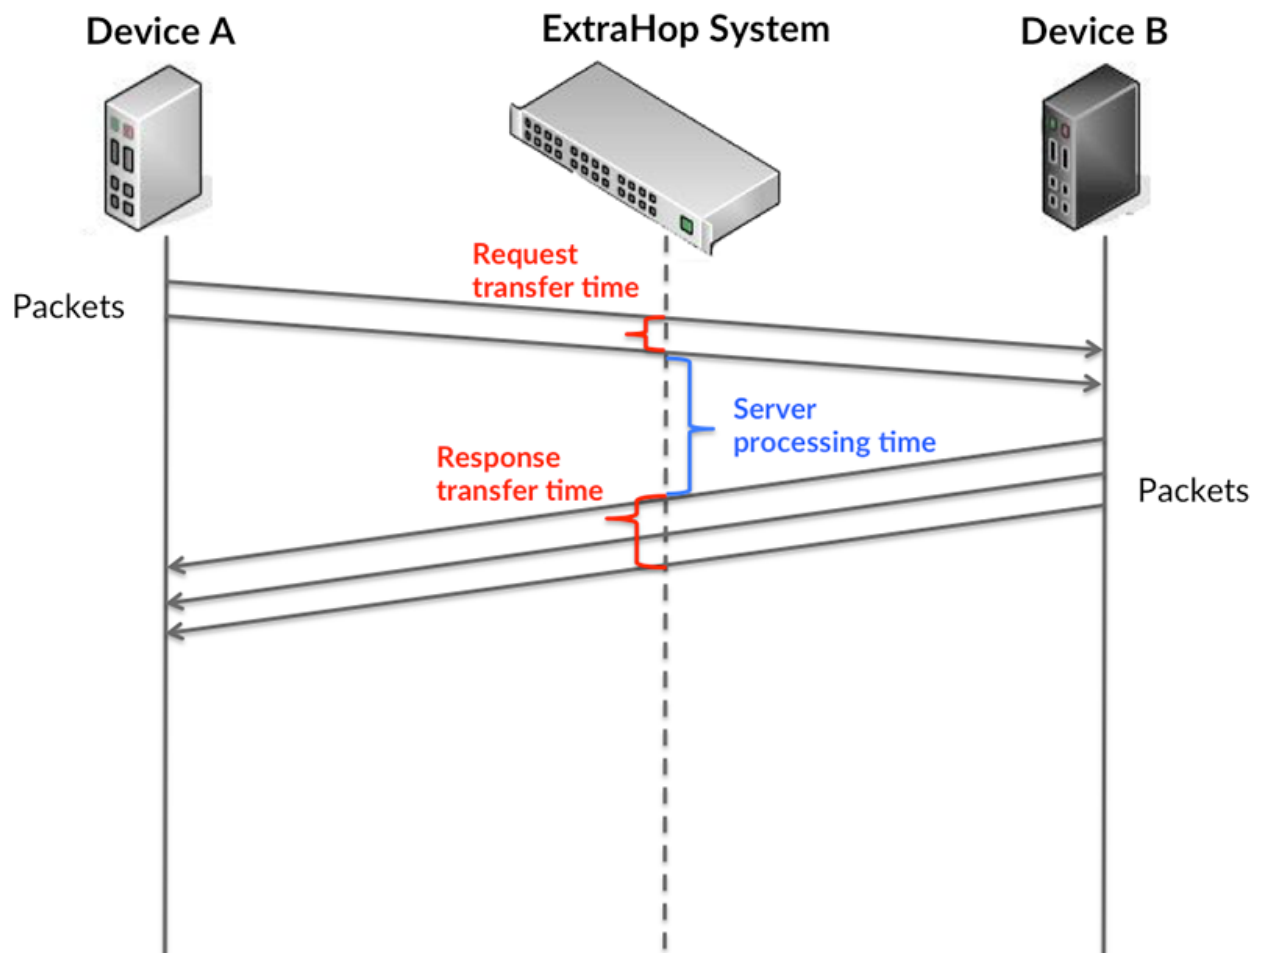 Device A
ExtraHop System
Device B
Request
transfer time
Packets
Server
processing time
Response
transfer time
Packets